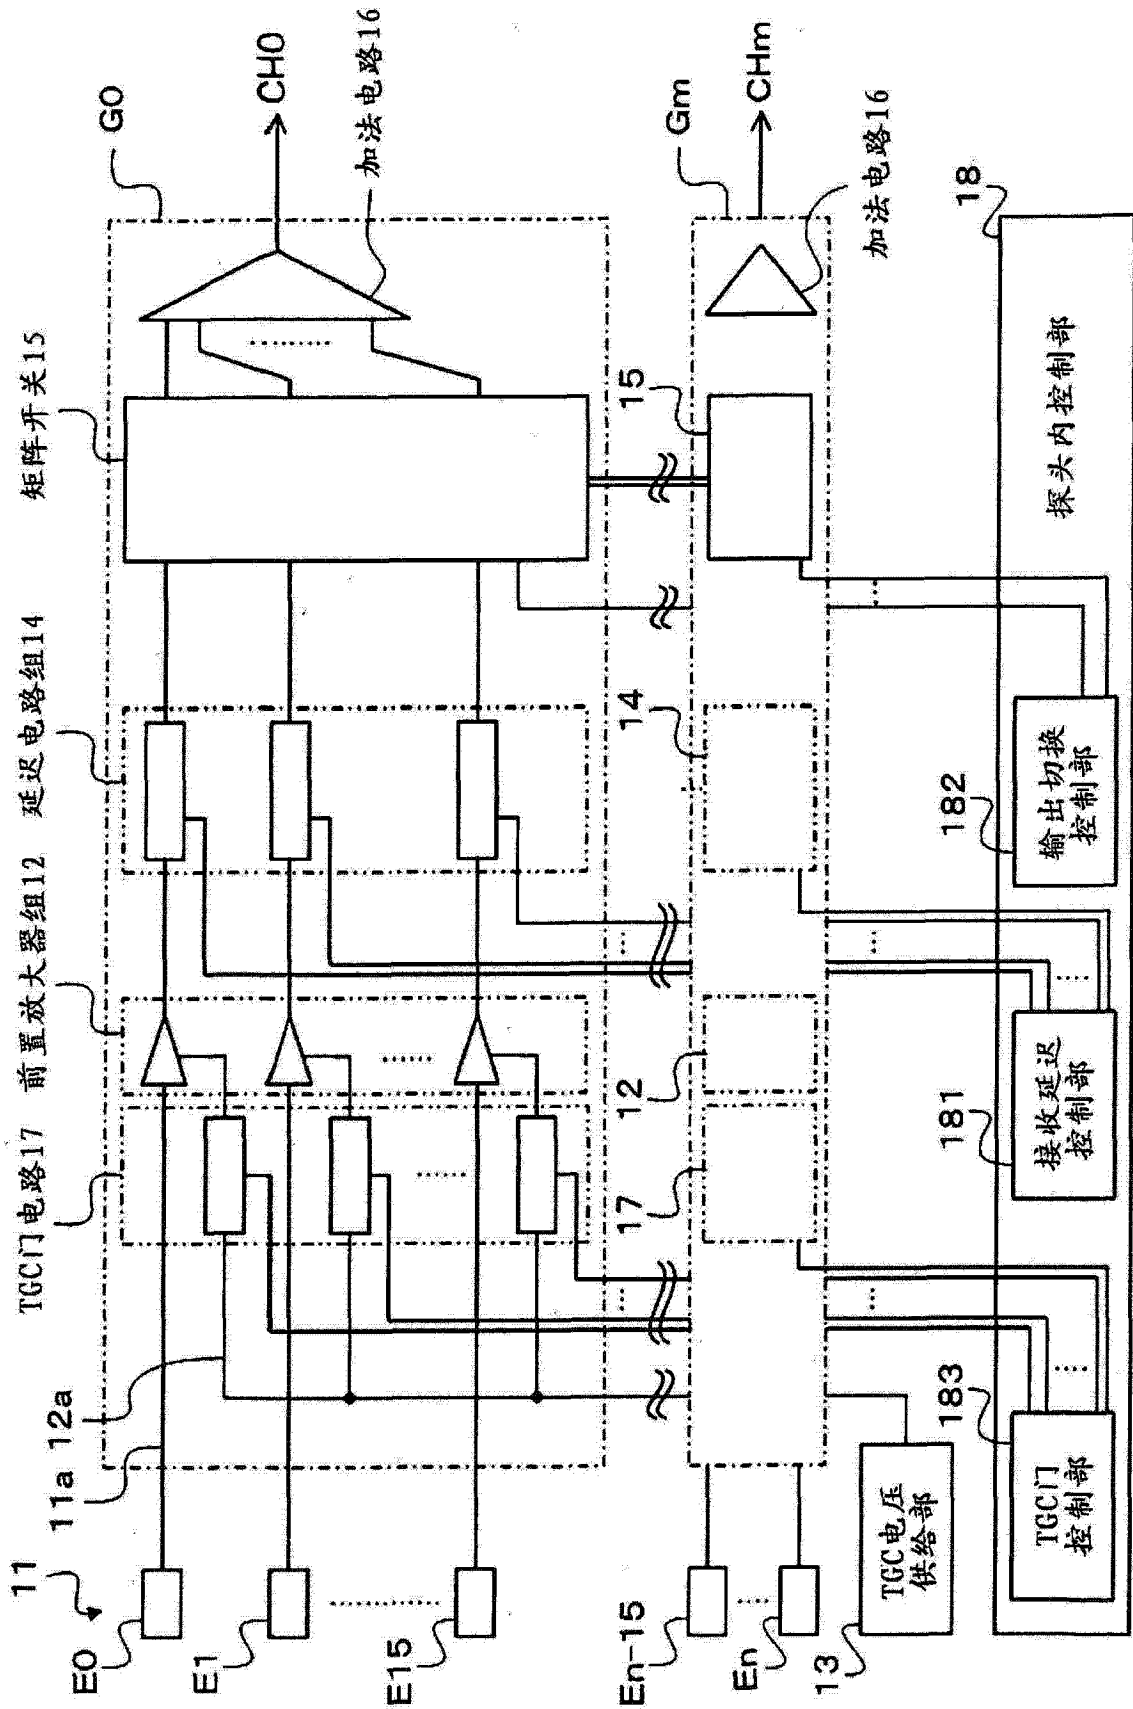 11
11a
12a
TGC门电路17
前置放大器组12
延迟电路组14
矩阵开关15
G0
CH0
加法电路16
E0
E1
E15
En-15
En
17
12
14
15
Gm
CHm
加法电路16
13
TGC电压
供给部
183
TGC门
控制部
181
接收延迟
控制部
182
输出切换
控制部
探头内控制部
18